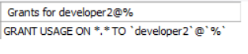 Grants for developer2@%
GRANT USAGE ON *.* TO `developer2`@`%`